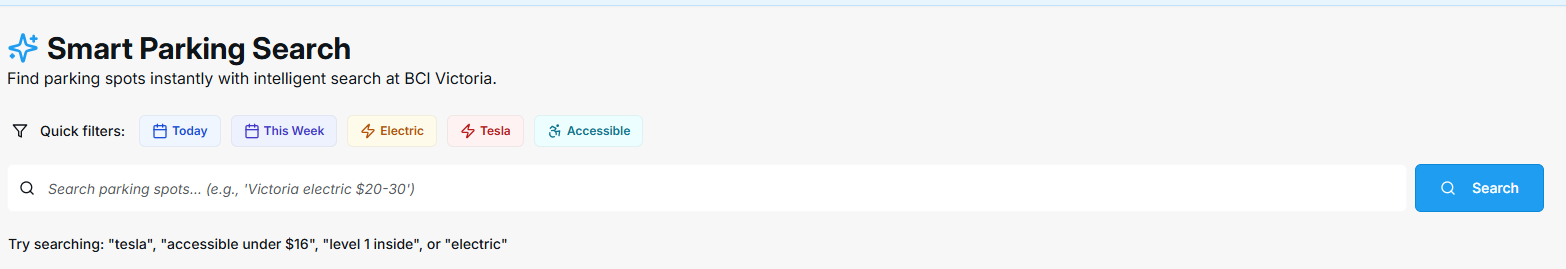 Smart Parking Search
Find parking spots instantly with intelligent search at BCI Victoria.
Quick filters: Today This Week Electric Tesla Accessible
Search parking spots... (e.g., 'Victoria electric $20-30') Search
Try searching: "tesla", "accessible under $16", "level 1 inside", or "electric"